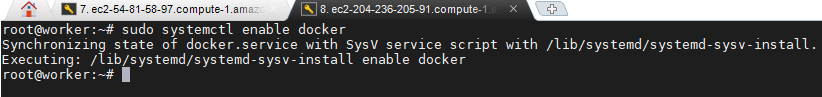 7. ec2-54-81-58-97.compute-1.amazo
8. ec2-204-236-205-91.compute-1.a
root@worker:~# sudo systemctl enable docker
Synchronizing state of docker.service with SysV service script with /lib/systemd/systemd-sysv-install.
Executing: /lib/systemd/systemd-sysv-install enable docker
root@worker:~#